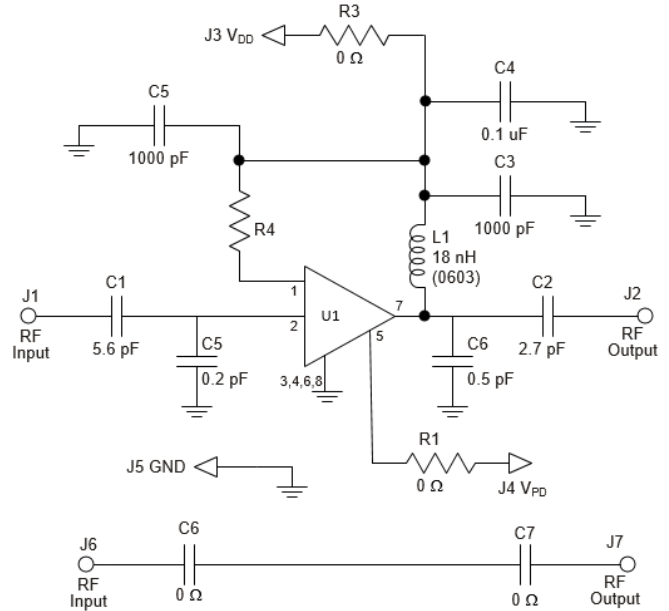 R3
J3 VDD
0 Ω
C5
C4
1000 pF
0.1 uF
C3
R4
1000 pF
L1
18 nH
(0603)
J1
C1
1
7
C2
J2
U1
2
5
RF
Input
5.6 pF
C5
0.2 pF
3,4,6,8
C6
0.5 pF
2.7 pF
RF
Output
R1
J5 GND
0 Ω
J4 VPD
J6
C6
C7
J7
RF
Input
0 Ω
0 Ω
RF
Output